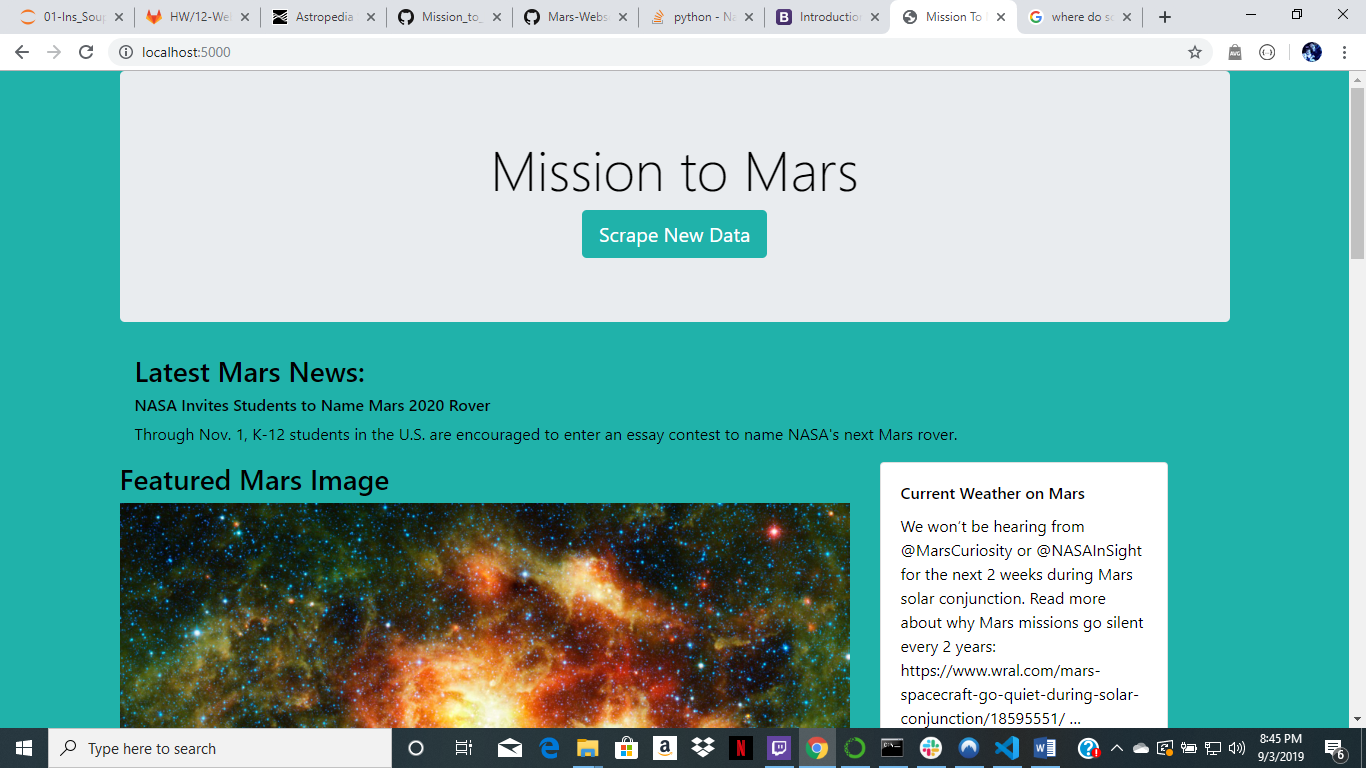 01-Ins_Soup
HW/12-Web
Astropedia
Mission_to_
Mars-Webs
python - Na
Introduction
Mission To
where do so
localhost:5000
AVG
Mission to Mars
Scrape New Data
Latest Mars News:
NASA Invites Students to Name Mars 2020 Rover
Through Nov. 1, K-12 students in the U.S. are encouraged to enter an essay contest to name NASA's next Mars rover.
Featured Mars Image
Current Weather on Mars
We won't be hearing from
@MarsCuriosity or @NASAInSight
for the next 2 weeks during Mars
solar conjunction. Read more
about why Mars missions go silent
every 2 years:
https://www.wral.com/mars-
spacecraft-go-quiet-during-solar-
conjunction/18595551/ ...
Type here to search
8:45 PM
9/3/2019
6